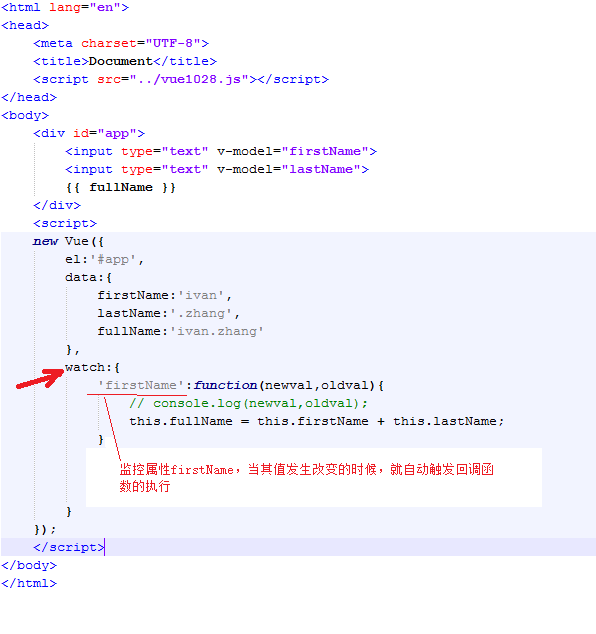 <html lang="en">
<head>
    <meta charset="UTF-8">
    <title>Document</title>
    <script src="../vue1028.js"></script>
</head>
<body>
    <div id="app">
        <input type="text" v-model="firstName">
        <input type="text" v-model="lastName">
        {{ fullName }}
    </div>
    <script>
    new Vue({
        el:'#app',
        data:{
            firstName:'ivan',
            lastName:'.zhang',
            fullName:'ivan.zhang'
        },
        watch:{
            'firstName':function(newval,oldval){
                // console.log(newval,oldval);
                this.fullName = this.firstName + this.lastName;
            }
监控属性firstName，当其值发生改变的时候，就自动触发回调函
数的执行
        }
    });
    </script>
</body>
</html>